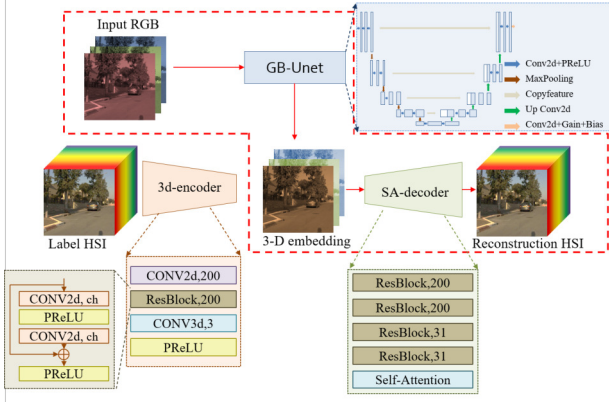 Input RGB
GB-Unet
Conv2d+PReLU
MaxPooling
Copyfeature
Up Conv2d
Conv2d+Gain+Bias
3d-encoder
SA-decoder
Label HSI
3-D embedding
Reconstruction HSI
CONV2d, ch
PReLU
CONV2d, ch
PReLU
CONV2d,200
ResBlock,200
CONV3d,3
PReLU
ResBlock,200
ResBlock,200
ResBlock,31
ResBlock,31
Self-Attention